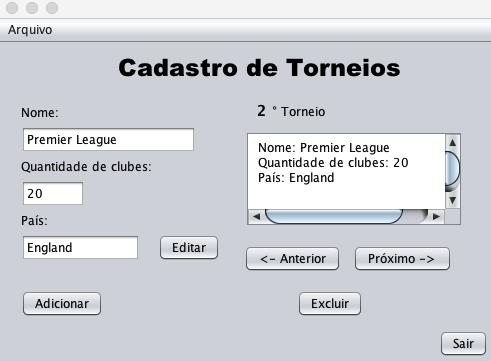 Arquivo
Cadastro de Torneios
Nome:
Premier League
Quantidade de clubes:
20
País:
England
Editar
Adicionar
2 ° Torneio
Nome: Premier League
Quantidade de clubes: 20
País: England
<- Anterior
Próximo ->
Excluir
Sair